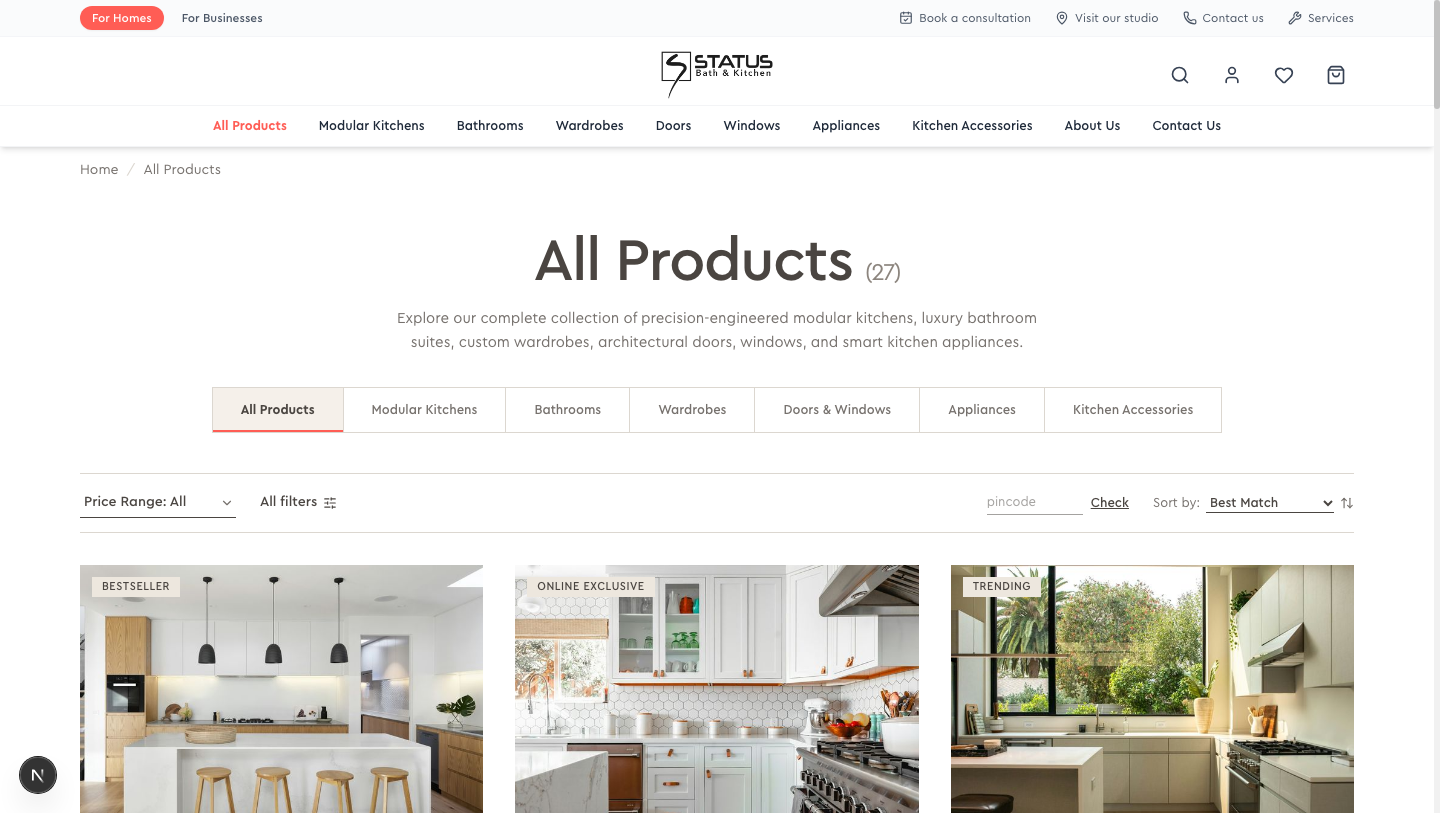 For Homes
For Businesses
Book a consultation
Visit our studio
Contact us
Services
STATUS
Bath & Kitchen
All Products
Modular Kitchens
Bathrooms
Wardrobes
Doors
Windows
Appliances
Kitchen Accessories
About Us
Contact Us
Home / All Products
All Products (27)
Explore our complete collection of precision-engineered modular kitchens, luxury bathroom
suites, custom wardrobes, architectural doors, windows, and smart kitchen appliances.
All Products
Modular Kitchens
Bathrooms
Wardrobes
Doors & Windows
Appliances
Kitchen Accessories
Price Range: All
All filters
pincode
Check
Sort by:
Best Match
BESTSELLER
ONLINE EXCLUSIVE
TRENDING
N